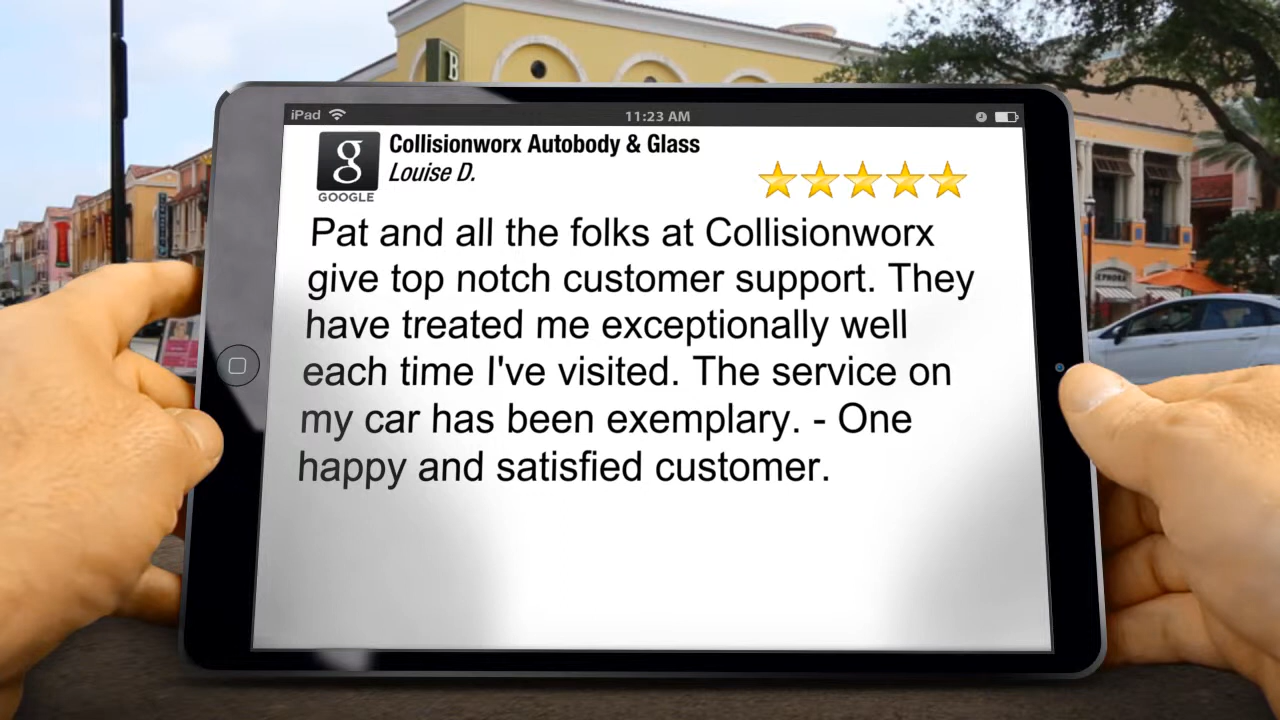 B
iPad 11:23 AM
g
GOOGLE
Collisionworx Autobody & Glass
Louise D.
Pat and all the folks at Collisionworx
give top notch customer support. They
have treated me exceptionally well
each time I've visited. The service on
my car has been exemplary. - One
happy and satisfied customer.
SEPHORA